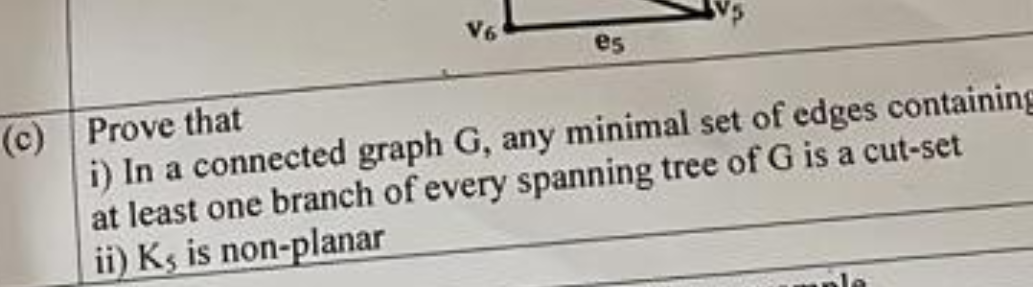 v₆
e₅
v₅
(c)
Prove that
i) In a connected graph G, any minimal set of edges containing
at least one branch of every spanning tree of G is a cut-set
ii) K₅ is non-planar